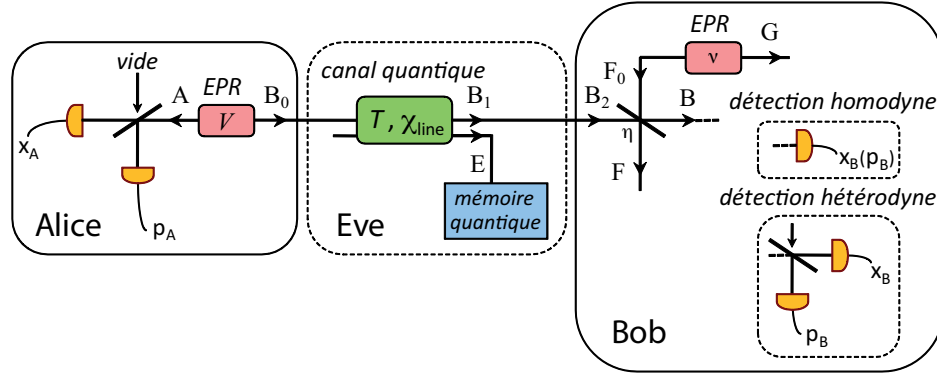 vide
EPR
A
V
B₀
x_A
p_A
Alice
canal quantique
T, χ_line
B₁
E
mémoire
quantique
Eve
EPR
ν
G
F₀
B₂
B
η
F
détection homodyne
x_B(p_B)
détection hétérodyne
x_B
p_B
Bob